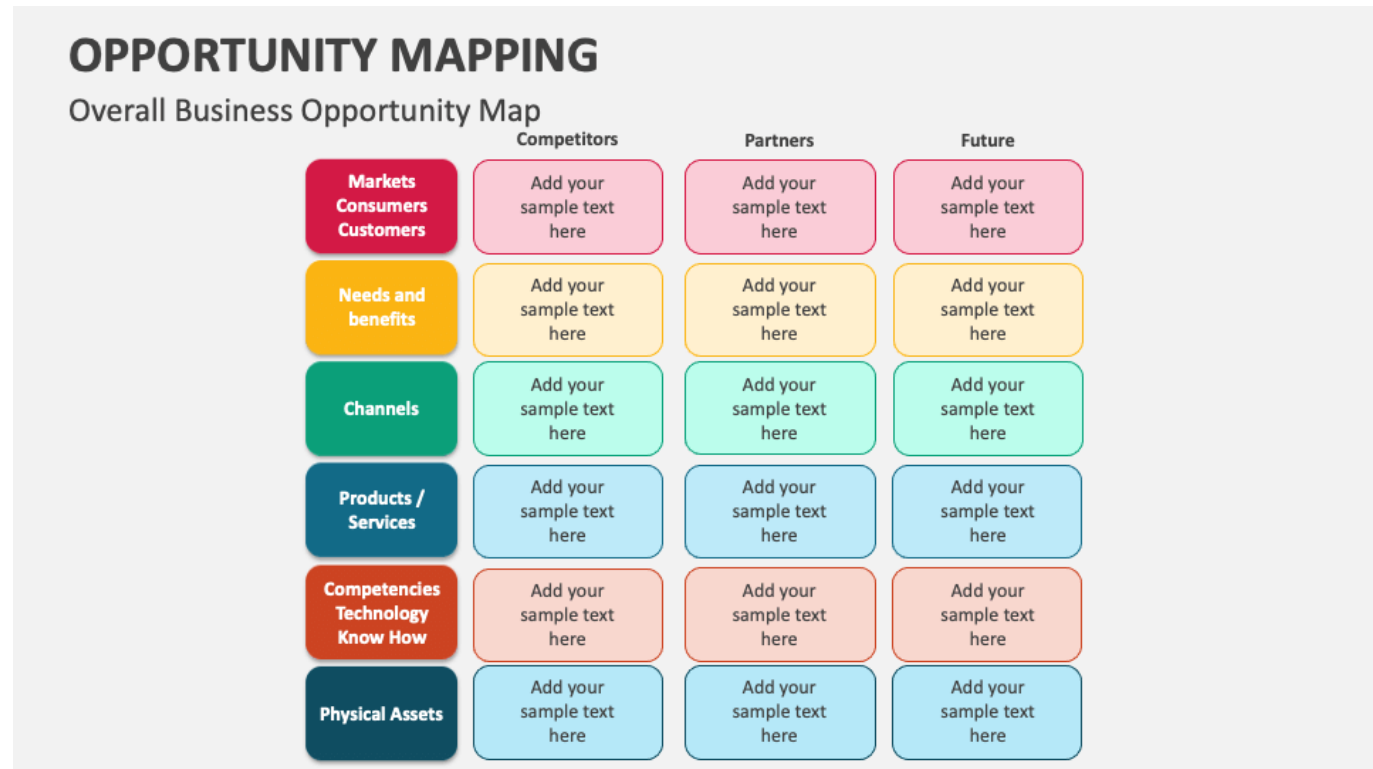 OPPORTUNITY MAPPING
Overall Business Opportunity Map
Competitors
Partners
Future
Markets
Consumers
Customers
Add your
sample text
here
Add your
sample text
here
Add your
sample text
here
Needs and
benefits
Add your
sample text
here
Add your
sample text
here
Add your
sample text
here
Channels
Add your
sample text
here
Add your
sample text
here
Add your
sample text
here
Products /
Services
Add your
sample text
here
Add your
sample text
here
Add your
sample text
here
Competencies
Technology
Know How
Add your
sample text
here
Add your
sample text
here
Add your
sample text
here
Physical Assets
Add your
sample text
here
Add your
sample text
here
Add your
sample text
here